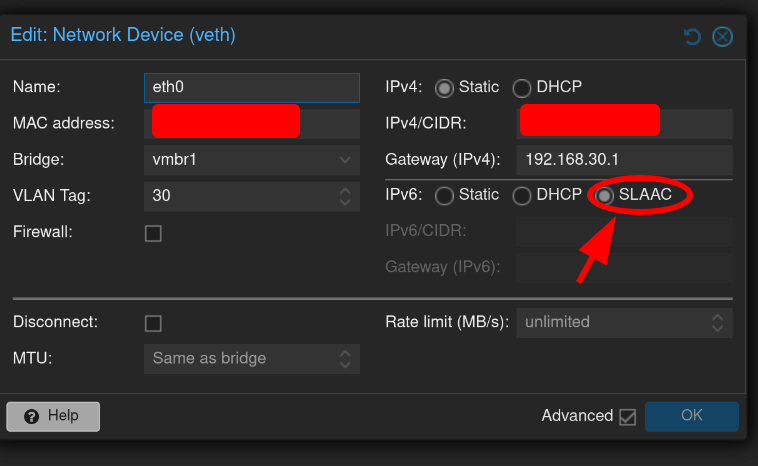 Edit: Network Device (veth)
Name: eth0
MAC address:
Bridge: vmbr1
VLAN Tag: 30
Firewall:
IPv4: Static DHCP
IPv4/CIDR:
Gateway (IPv4): 192.168.30.1
IPv6: Static DHCP SLAAC
IPv6/CIDR:
Gateway (IPv6):
Disconnect:
MTU: Same as bridge
Rate limit (MB/s): unlimited
Help
Advanced
OK